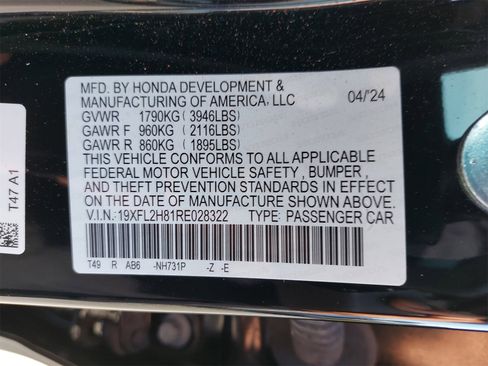 MFD. BY HONDA DEVELOPMENT &
MANUFACTURING OF AMERICA, LLC 04/'24
GVWR 1790KG(3946LBS)
GAWR F 960KG(2116LBS)
GAWR R 860KG(1895LBS)
THIS VEHICLE CONFORMS TO ALL APPLICABLE
FEDERAL MOTOR VEHICLE SAFETY, BUMPER,
AND THEFT PREVENTION STANDARDS IN EFFECT
ON THE DATE OF MANUFACTURE SHOWN ABOVE.
V.I.N.:19XFL2H81RE028322 TYPE: PASSENGER CAR
T49 R AB6 -NH731P -Z -E
T47 A1